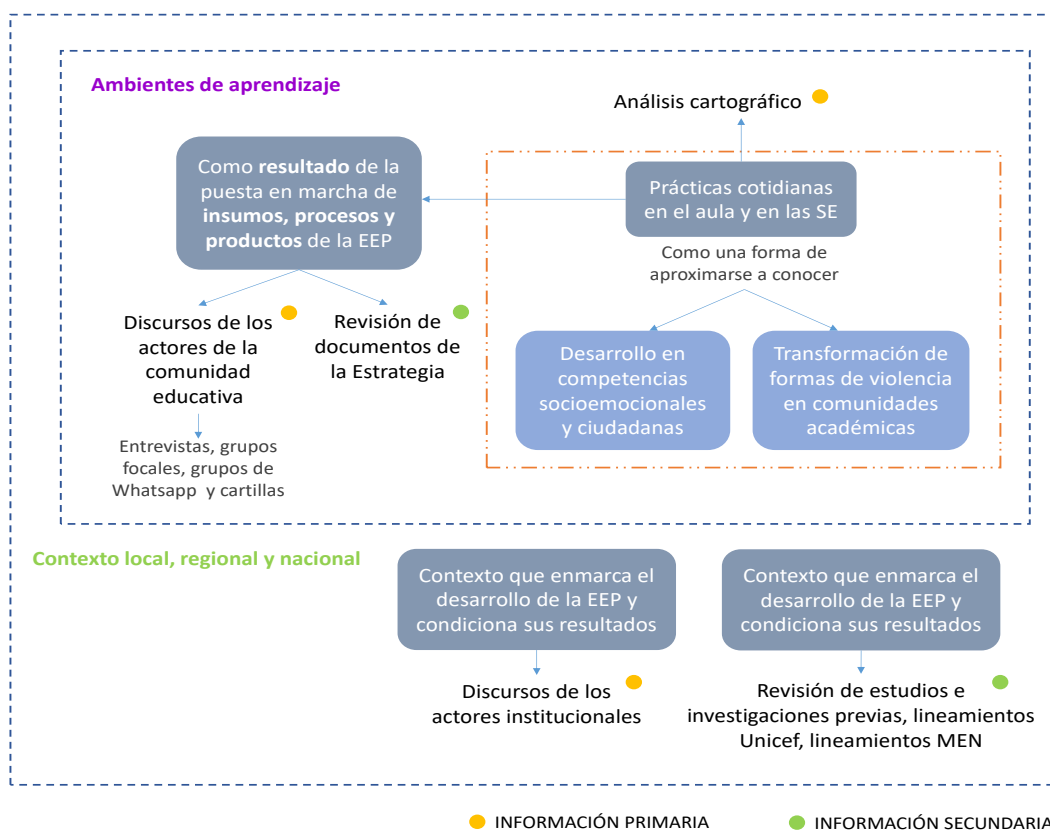 Ambientes de aprendizaje
Análisis cartográfico
Como resultado de la
puesta en marcha de
insumos, procesos y
productos de la EEP
Prácticas cotidianas
en el aula y en las SE
Como una forma de
aproximarse a conocer
Discursos de los
actores de la
comunidad
educativa
Revisión de
documentos de
la Estrategia
Desarrollo en
competencias
socioemocionales
y ciudadanas
Transformación de
formas de violencia
en comunidades
académicas
Entrevistas, grupos
focales, grupos de
Whatsapp y cartillas
Contexto local, regional y nacional
Contexto que enmarca el
desarrollo de la EEP y
condiciona sus resultados
Contexto que enmarca el
desarrollo de la EEP y
condiciona sus resultados
Discursos de los
actores institucionales
Revisión de estudios e
investigaciones previas, lineamientos
Unicef, lineamientos MEN
INFORMACIÓN PRIMARIA
INFORMACIÓN SECUNDARIA